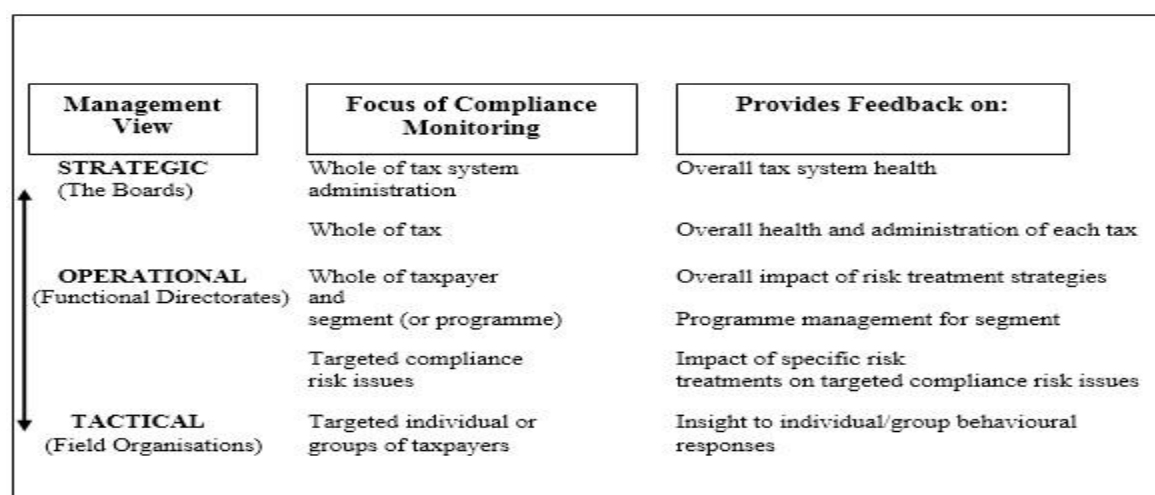 Management
View
Focus of Compliance
Monitoring
Provides Feedback on:
STRATEGIC
(The Boards)
Whole of tax system
administration
Overall tax system health
Whole of tax
Overall health and administration of each tax
OPERATIONAL
(Functional Directorates)
Whole of taxpayer
and
segment (or programme)
Overall impact of risk treatment strategies
Programme management for segment
Targeted compliance
risk issues
Impact of specific risk
treatments on targeted compliance risk issues
TACTICAL
(Field Organisations)
Targeted individual or
groups of taxpayers
Insight to individual/group behavioural
responses